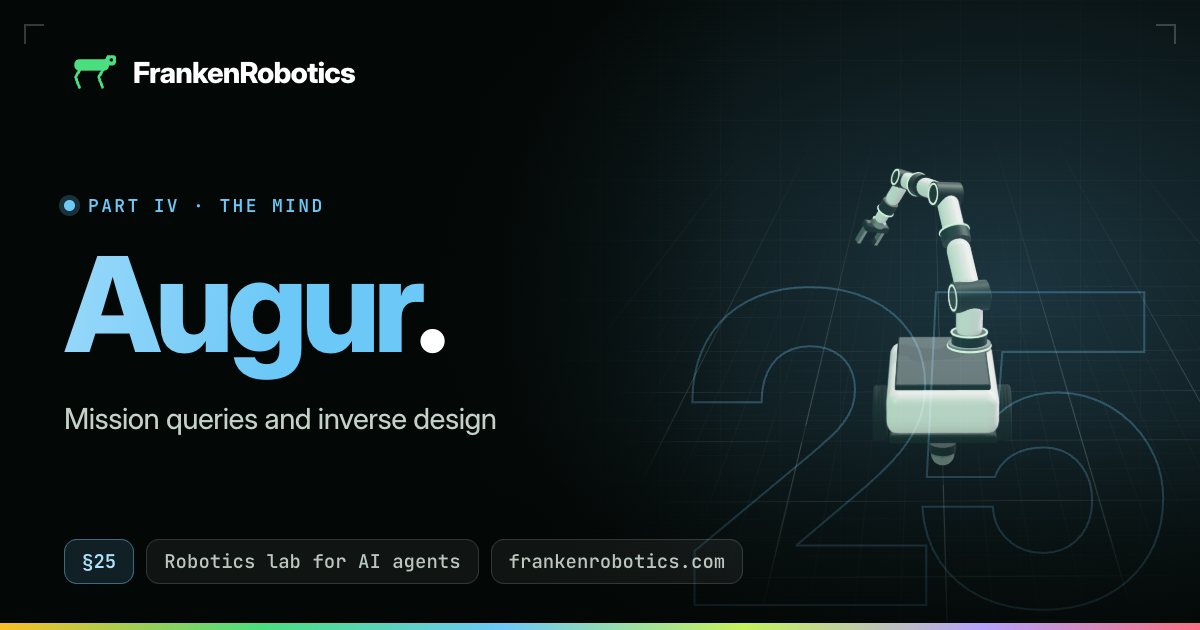 FrankenRobotics
PART IV · THE MIND
Augur.
Mission queries and inverse design
25
§25
Robotics lab for AI agents
frankenrobotics.com